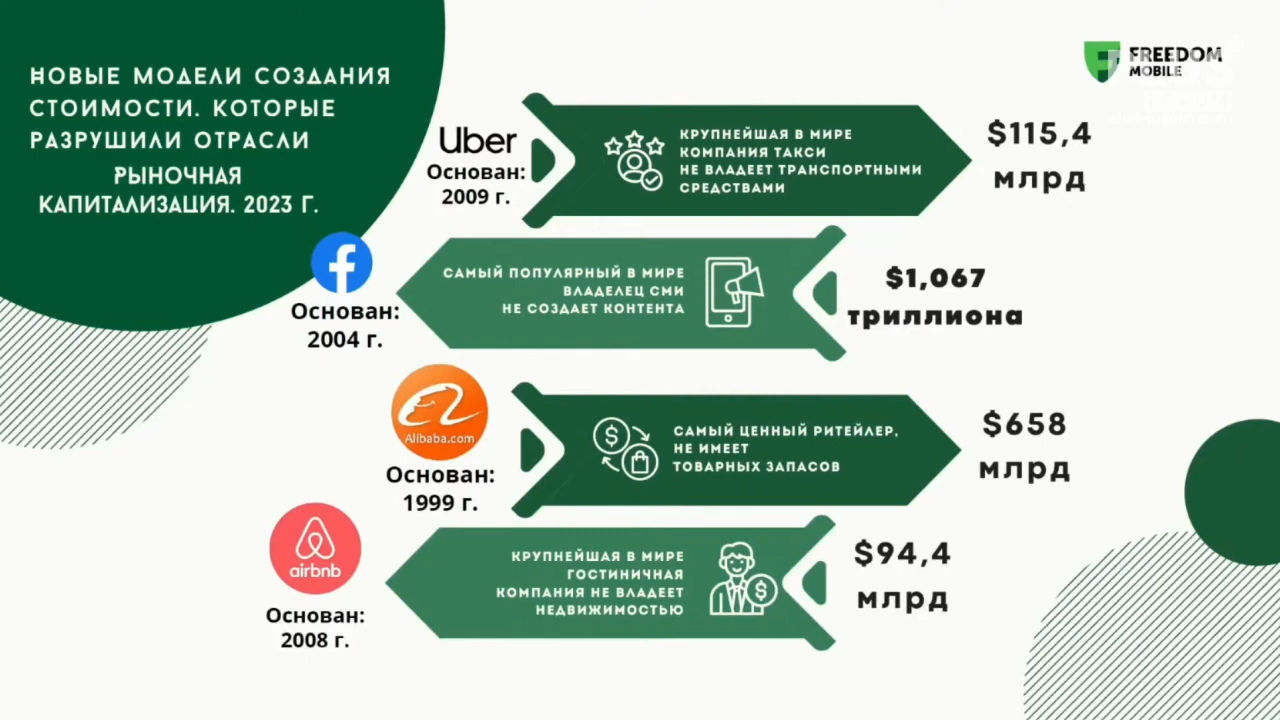 НОВЫЕ МОДЕЛИ СОЗДАНИЯ
СТОИМОСТИ. КОТОРЫЕ
РАЗРУШИЛИ ОТРАСЛИ
РЫНОЧНАЯ
КАПИТАЛИЗАЦИЯ. 2023 Г.
FREEDOM
MOBILE
Uber
Основан:
2009 г.
КРУПНЕЙШАЯ В МИРЕ
КОМПАНИЯ ТАКСИ
НЕ ВЛАДЕЕТ ТРАНСПОРТНЫМИ
СРЕДСТВАМИ
$115,4
млрд
Основан:
2004 г.
САМЫЙ ПОПУЛЯРНЫЙ В МИРЕ
ВЛАДЕЛЕЦ СМИ
НЕ СОЗДАЕТ КОНТЕНТА
$1,067
триллиона
Alibaba.com
Основан:
1999 г.
САМЫЙ ЦЕННЫЙ РИТЕЙЛЕР,
НЕ ИМЕЕТ
ТОВАРНЫХ ЗАПАСОВ
$658
млрд
airbnb
Основан:
2008 г.
КРУПНЕЙШАЯ В МИРЕ
ГОСТИНИЧНАЯ
КОМПАНИЯ НЕ ВЛАДЕЕТ
НЕДВИЖИМОСТЬЮ
$94,4
млрд